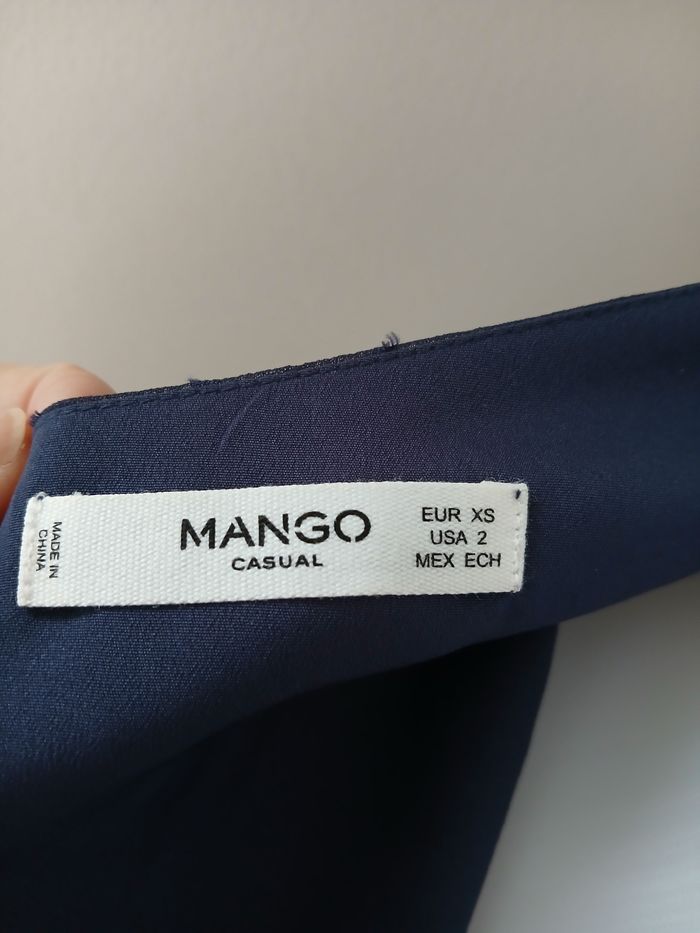 MADE IN
CHINA
MANGO
CASUAL
EUR XS
USA 2
MEX ECH